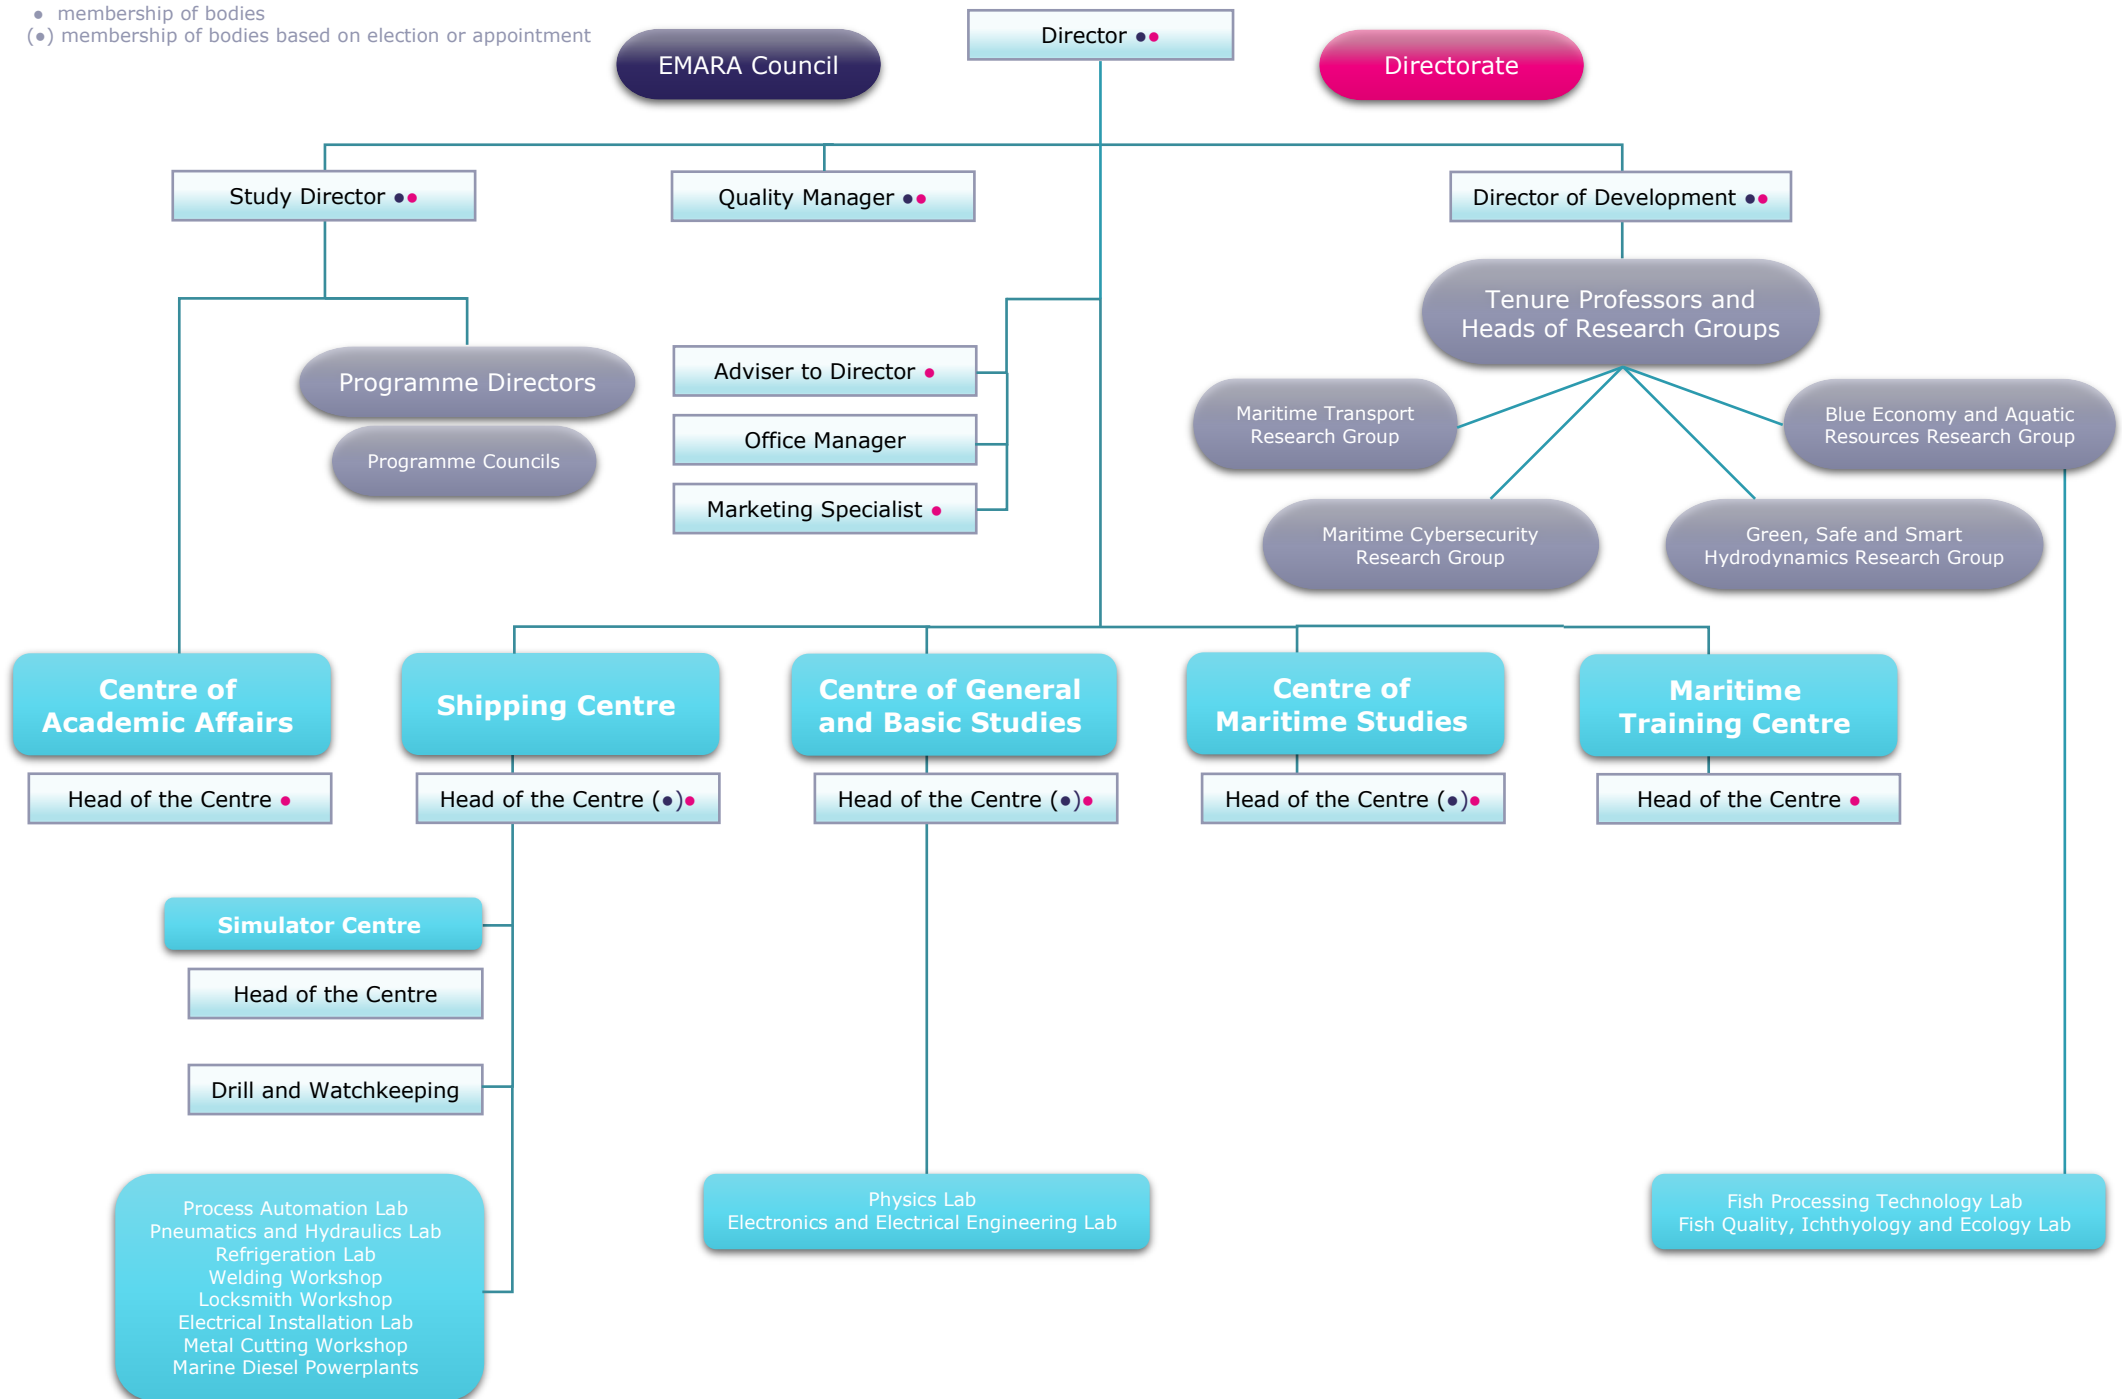 ● membership of bodies
(●) membership of bodies based on election or appointment
EMARA Council
Director ●●
Directorate
Study Director ●●
Quality Manager ●●
Director of Development ●●
Tenure Professors and
Heads of Research Groups
Programme Directors
Programme Councils
Adviser to Director ●
Office Manager
Marketing Specialist ●
Maritime Transport
Research Group
Blue Economy and Aquatic
Resources Research Group
Maritime Cybersecurity
Research Group
Green, Safe and Smart
Hydrodynamics Research Group
Centre of
Academic Affairs
Shipping Centre
Centre of General
and Basic Studies
Centre of
Maritime Studies
Maritime
Training Centre
Head of the Centre ●
Head of the Centre (●)●
Head of the Centre (●)●
Head of the Centre (●)●
Head of the Centre ●
Simulator Centre
Head of the Centre
Drill and Watchkeeping
Process Automation Lab
Pneumatics and Hydraulics Lab
Refrigeration Lab
Welding Workshop
Locksmith Workshop
Electrical Installation Lab
Metal Cutting Workshop
Marine Diesel Powerplants
Physics Lab
Electronics and Electrical Engineering Lab
Fish Processing Technology Lab
Fish Quality, Ichthyology and Ecology Lab